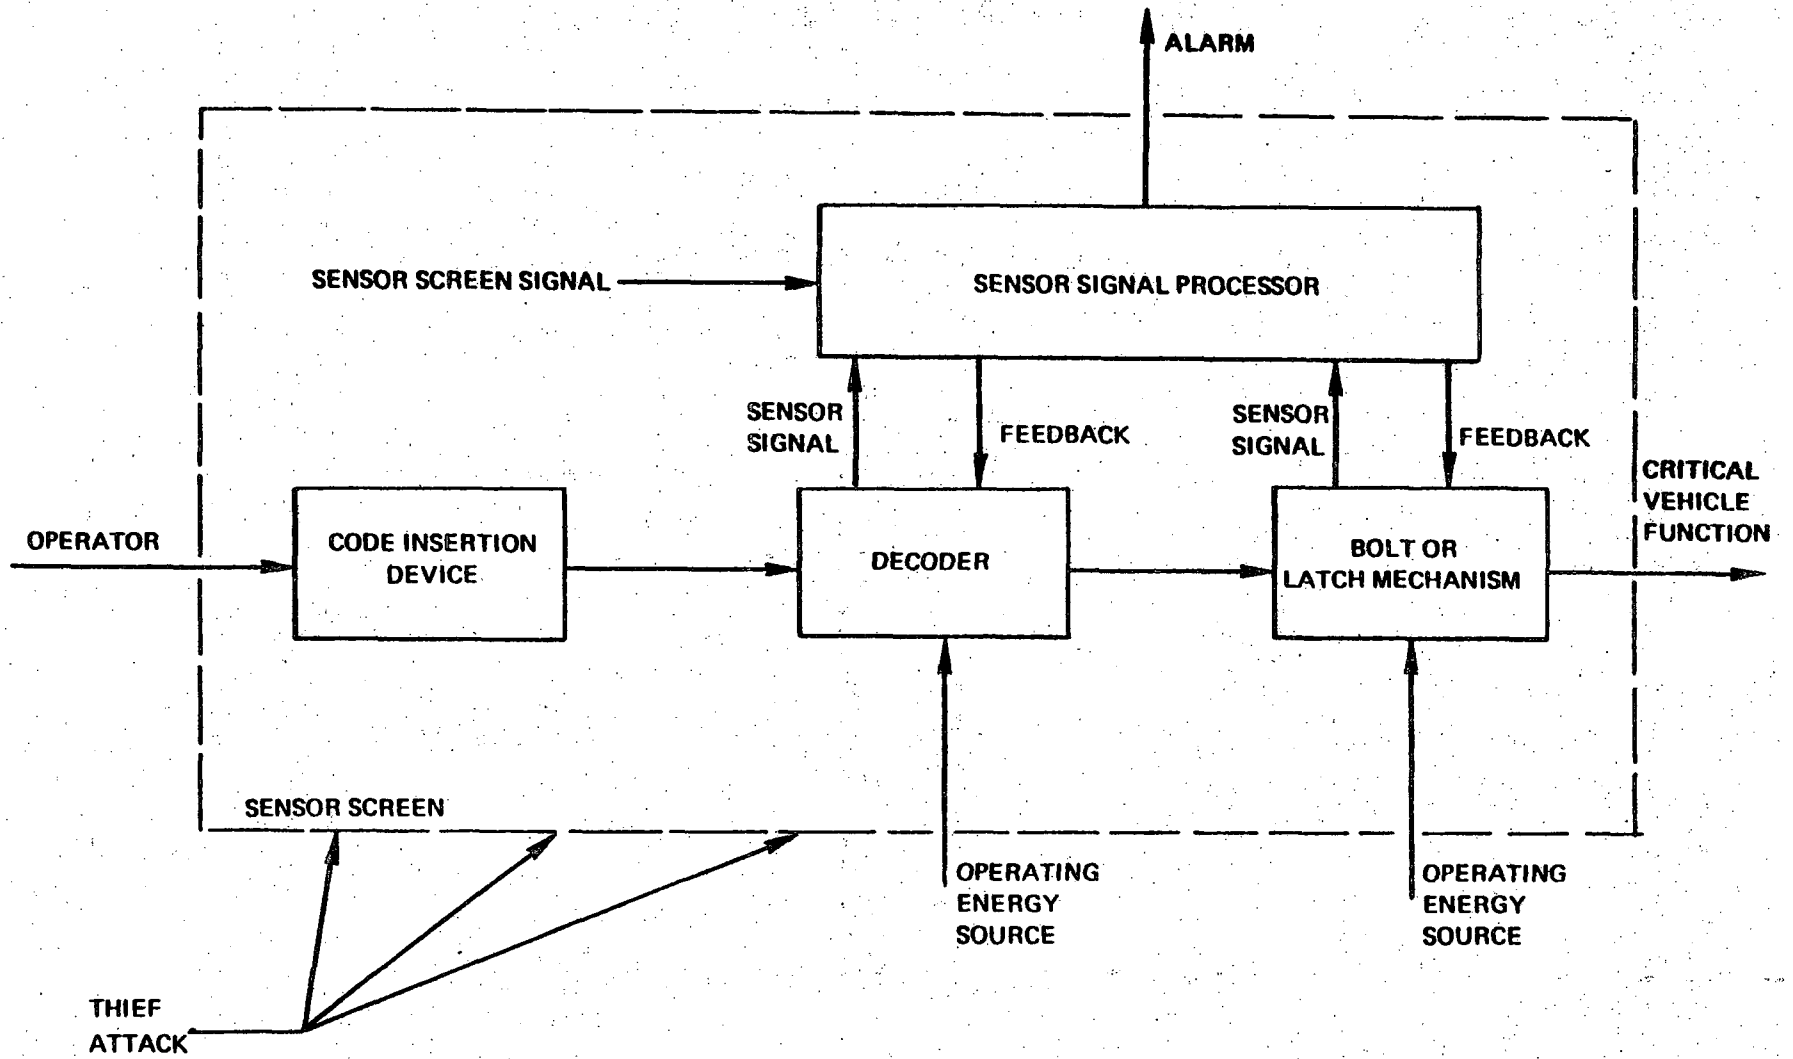 ALARM
SENSOR SCREEN SIGNAL
SENSOR SIGNAL PROCESSOR
SENSOR
SIGNAL
FEEDBACK
SENSOR
SIGNAL
FEEDBACK
CRITICAL
VEHICLE
FUNCTION
OPERATOR
CODE INSERTION
DEVICE
DECODER
BOLT OR
LATCH MECHANISM
SENSOR SCREEN
OPERATING
ENERGY
SOURCE
OPERATING
ENERGY
SOURCE
THIEF
ATTACK